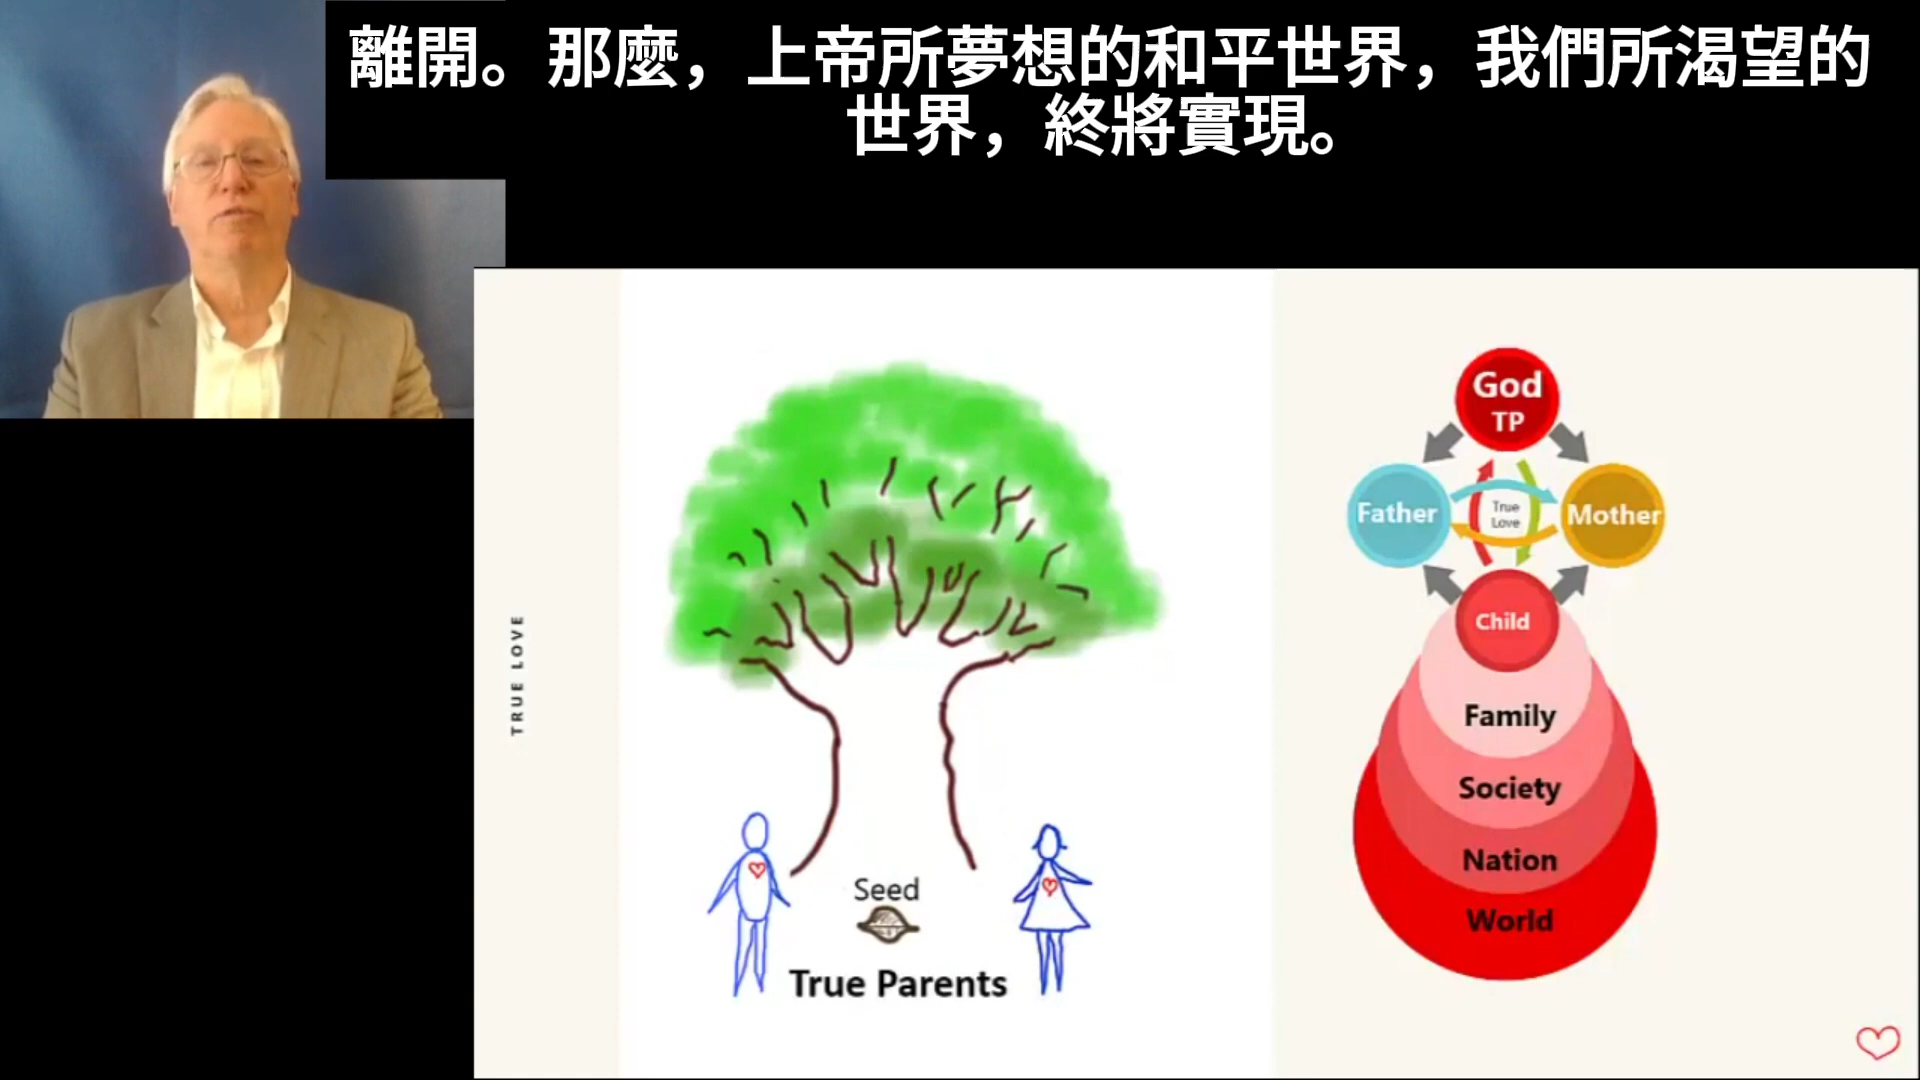 離開。那麼，上帝所夢想的和平世界，我們所渴望的
世界，終將實現。
TRUE LOVE
Seed
True Parents
God
TP
Father
True
Love
Mother
Child
Family
Society
Nation
World